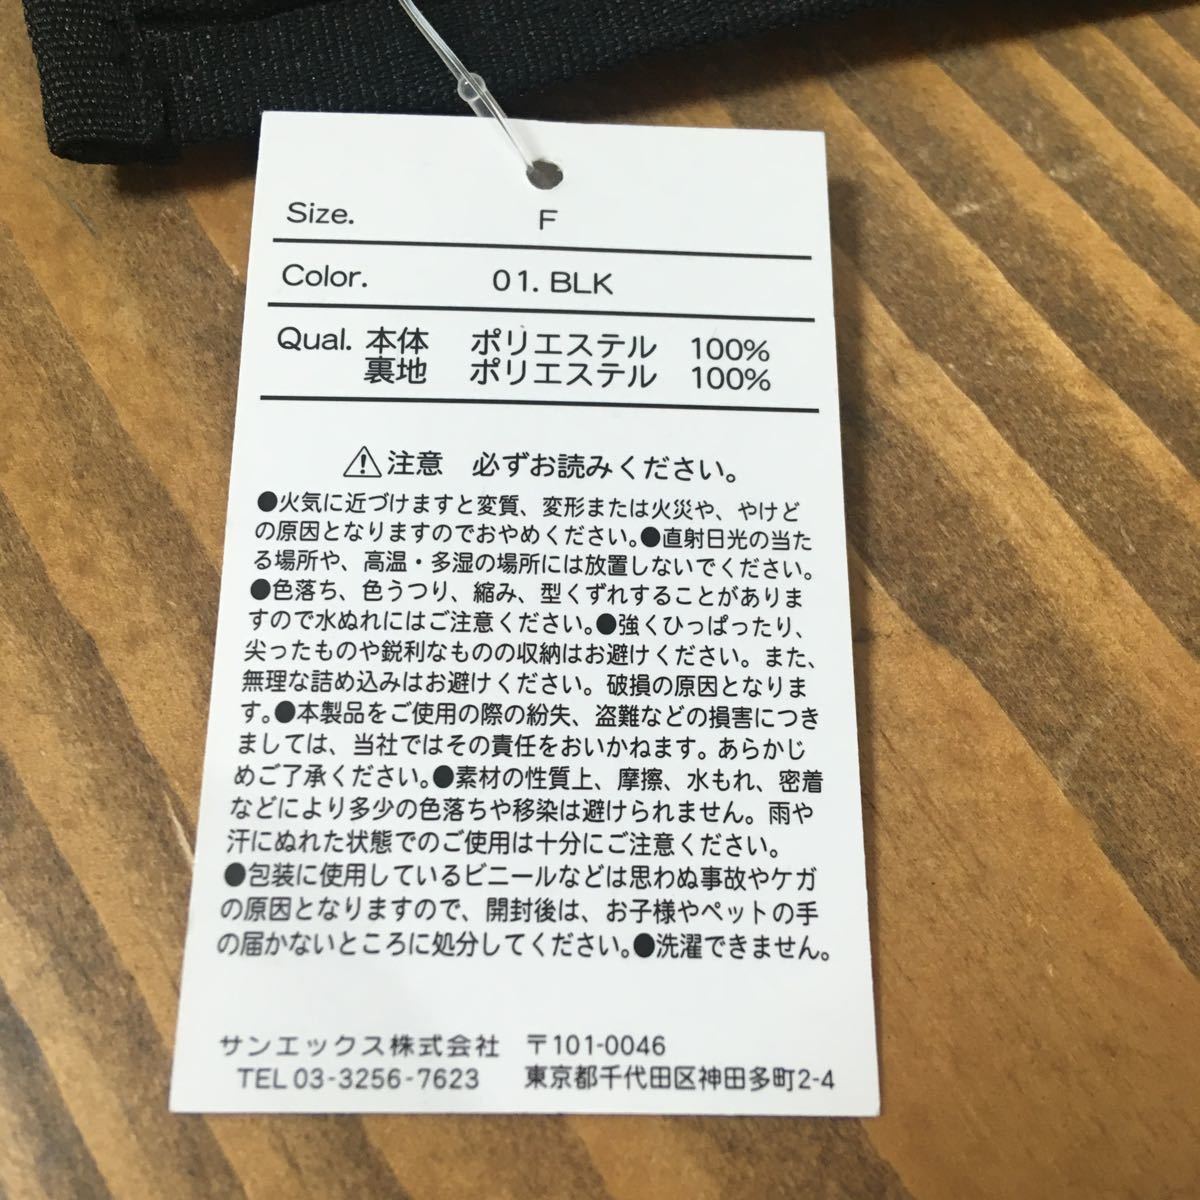 Size. F
Color. 01. BLK
Qual. 本体 ポリエステル 100%
裏地 ポリエステル 100%
⚠注意 必ずお読みください。
●火気に近づけますと変質、変形または火災や、やけど
の原因となりますのでおやめください。●直射日光の当た
る場所や、高温・多湿の場所には放置しないでください。
●色落ち、色うつり、縮み、型くずれすることがありま
すので水ぬれにはご注意ください。●強くひっぱったり、
尖ったものや鋭利なものの収納はお避けください。また、
無理な詰め込みはお避けください。破損の原因となりま
す。●本製品をご使用の際の紛失、盗難などの損害につき
ましては、当社ではその責任をおいかねます。あらかじ
めご了承ください。●素材の性質上、摩擦、水もれ、密着
などにより多少の色落ちや移染は避けられません。雨や
汗にぬれた状態でのご使用は十分にご注意ください。
●包装に使用しているビニールなどは思わぬ事故やケガ
の原因となりますので、開封後は、お子様やペットの手
の届かないところに処分してください。●洗濯できません。
サンエックス株式会社 〒101-0046
TEL 03-3256-7623 東京都千代田区神田多町2-4